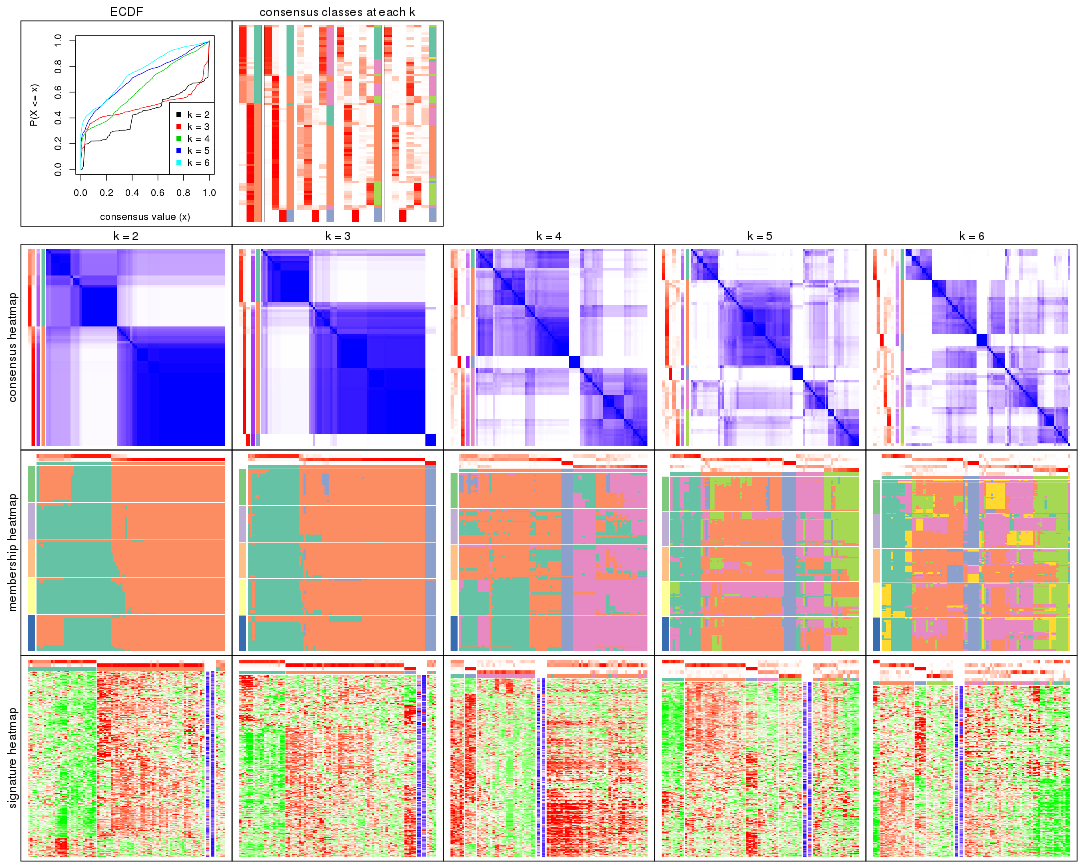 ECDF
consensus classes at each k
P(X <= x)
0.0 0.2 0.4 0.6 0.8 1.0
k = 2
k = 3
k = 4
k = 5
k = 6
0.0 0.2 0.4 0.6 0.8 1.0
consensus value (x)
k = 2
k = 3
k = 4
k = 5
k = 6
consensus heatmap
membership heatmap
signature heatmap